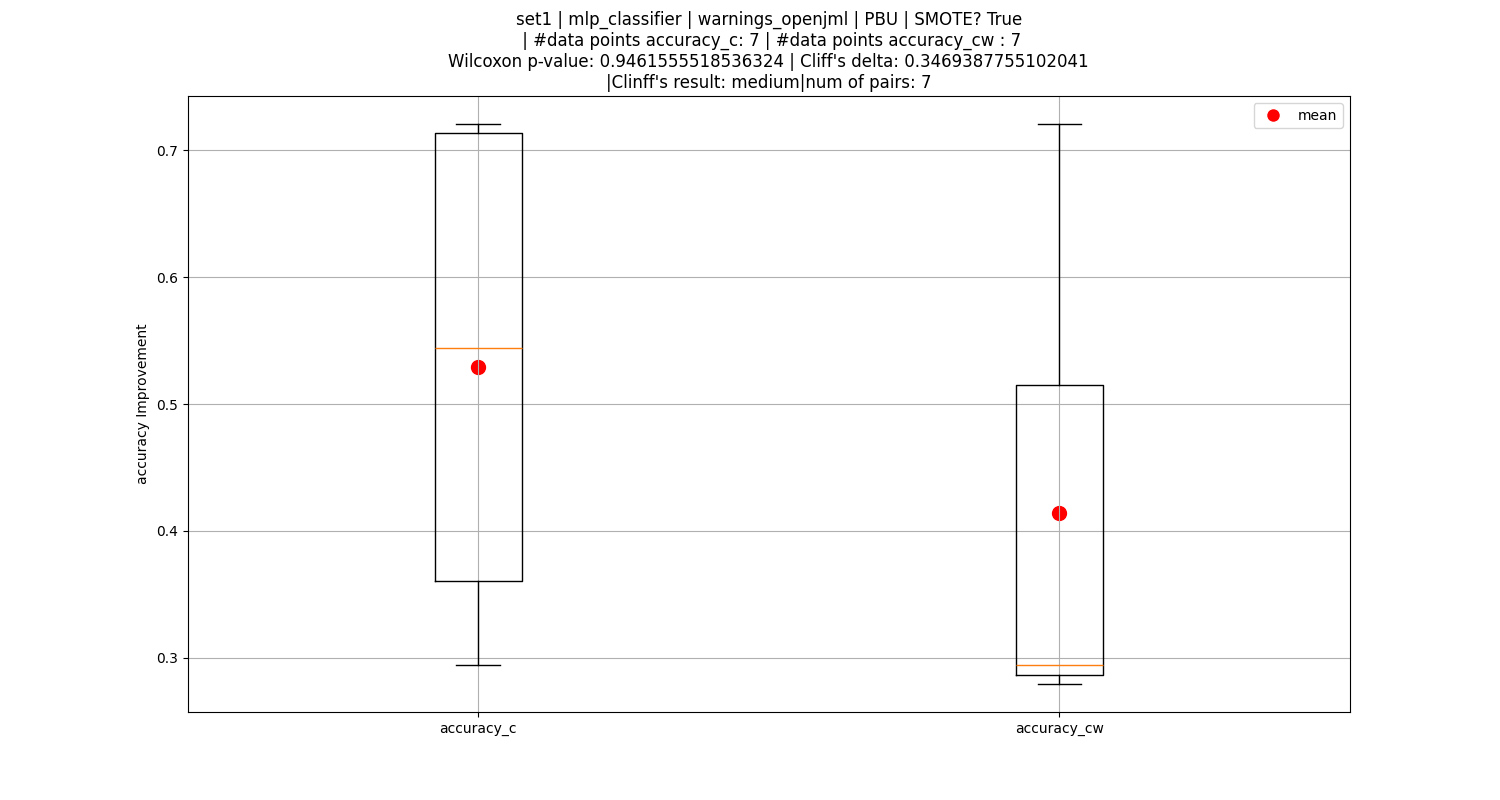 set1 | mlp_classifier | warnings_openjml | PBU | SMOTE? True
| #data points accuracy_c: 7 | #data points accuracy_cw : 7
Wilcoxon p-value: 0.9461555518536324 | Cliff's delta: 0.3469387755102041
|Clinff's result: medium|num of pairs: 7
mean
0.7
0.6
0.5
0.4
0.3
accuracy Improvement
accuracy_c
accuracy_cw